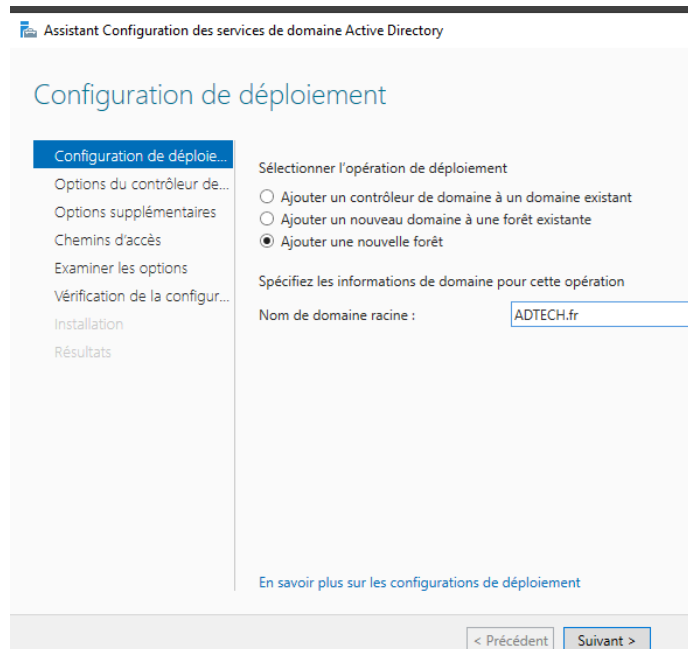 Assistant Configuration des services de domaine Active Directory
Configuration de déploiement
Configuration de déploie...
Options du contrôleur de...
Options supplémentaires
Chemins d'accès
Examiner les options
Vérification de la configur...
Installation
Résultats
Sélectionner l'opération de déploiement
Ajouter un contrôleur de domaine à un domaine existant
Ajouter un nouveau domaine à une forêt existante
Ajouter une nouvelle forêt
Spécifiez les informations de domaine pour cette opération
Nom de domaine racine : ADTECH.fr
En savoir plus sur les configurations de déploiement
< Précédent Suivant >